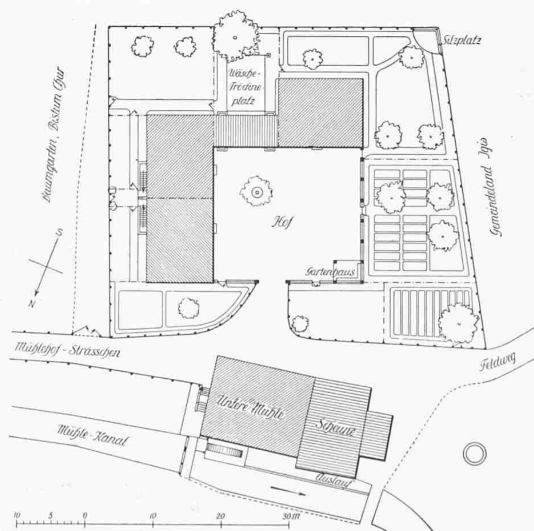 Sitzplatz
Wäsche-
Trockene
platz
Baumgarten, Bistum Chur
Gemeindeland Igis
Hof
S
N
Gartenhaus
Mühlehof-Strässchen
Feldweg
Untere Mühle
Scheune
Mühle-Kanal
Auslauf
10 5 0 10 20 30 M